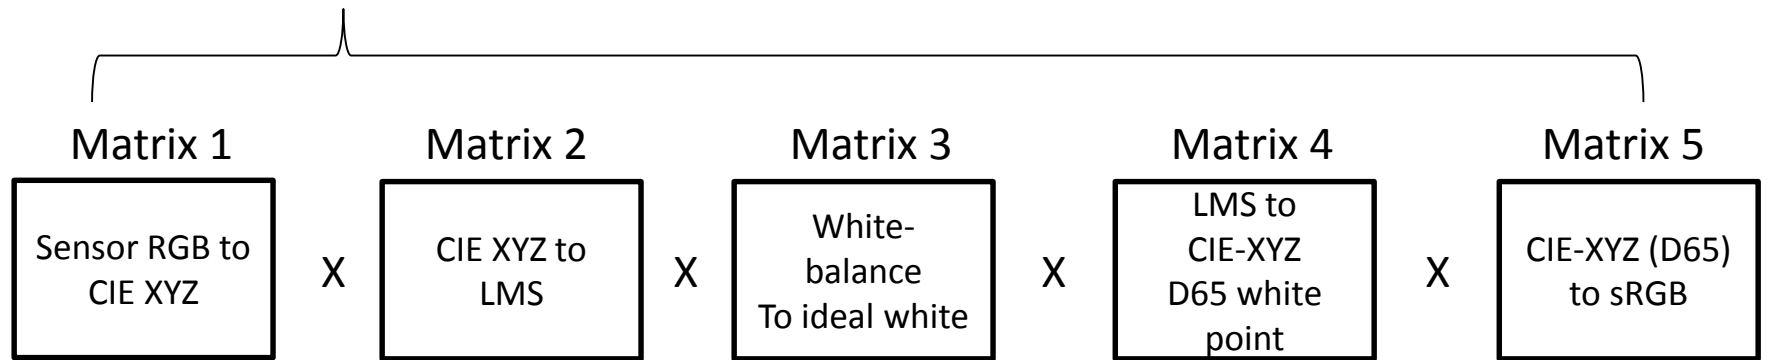 Matrix 1
Matrix 2
Matrix 3
Matrix 4
Matrix 5
Sensor RGB to
CIE XYZ
X
CIE XYZ to
LMS
X
White-
balance
To ideal white
X
LMS to
CIE-XYZ
D65 white
point
X
CIE-XYZ (D65)
to sRGB